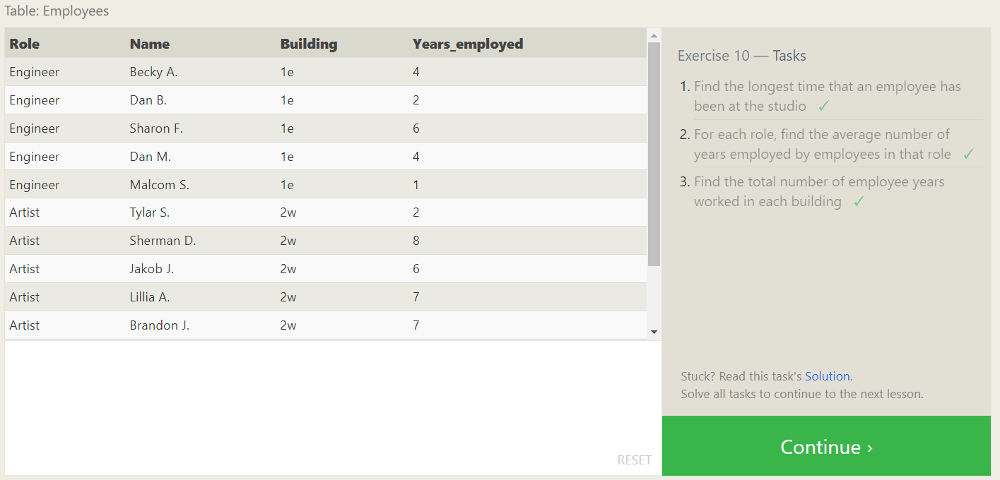 Table: Employees
Role Name Building Years_employed
Engineer Becky A. 1e 4
Engineer Dan B. 1e 2
Engineer Sharon F. 1e 6
Engineer Dan M. 1e 4
Engineer Malcom S. 1e 1
Artist Tylar S. 2w 2
Artist Sherman D. 2w 8
Artist Jakob J. 2w 6
Artist Lillia A. 2w 7
Artist Brandon J. 2w 7
RESET
Exercise 10 — Tasks
1. Find the longest time that an employee has
been at the studio ✓
2. For each role, find the average number of
years employed by employees in that role ✓
3. Find the total number of employee years
worked in each building ✓
Stuck? Read this task's Solution.
Solve all tasks to continue to the next lesson.
Continue ›